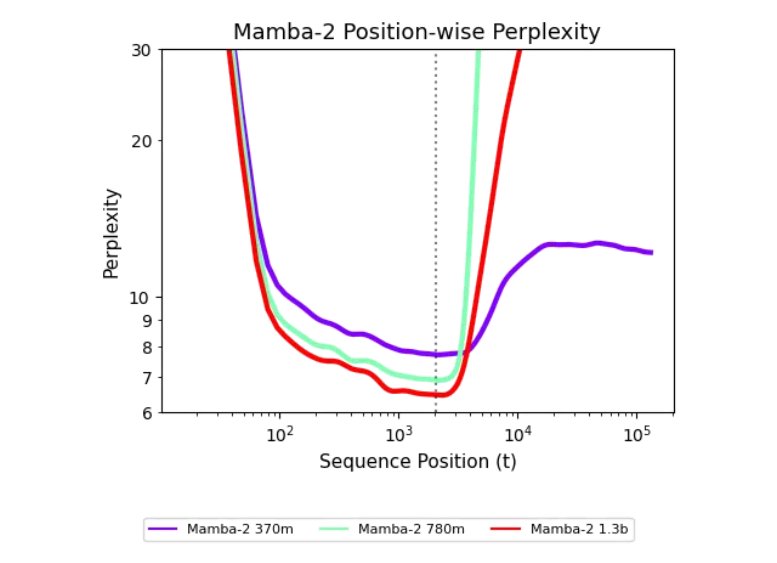 Mamba-2 Position-wise Perplexity
30
20
10
9
8
7
6
Perplexity
10²
10³
10⁴
10⁵
Sequence Position (t)
Mamba-2 370m
Mamba-2 780m
Mamba-2 1.3b